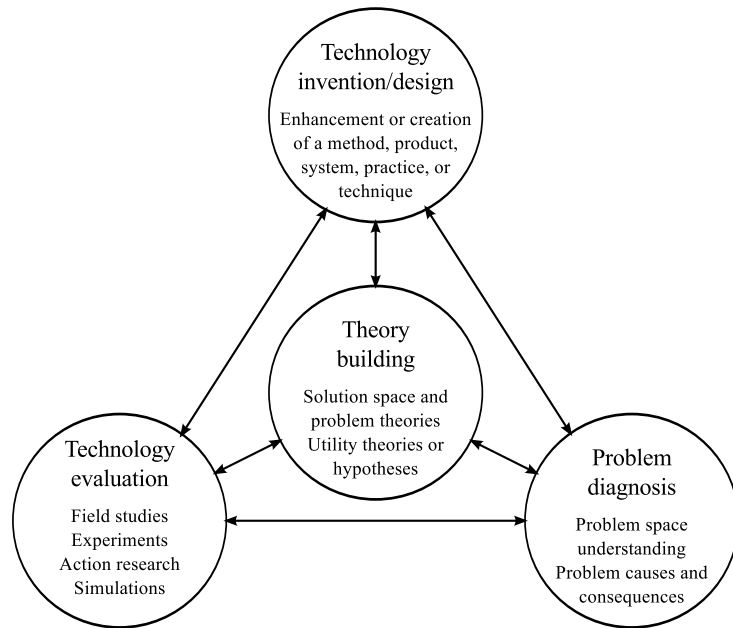 Technology
invention/design
Enhancement or creation
of a method, product,
system, practice, or
technique
Theory
building
Solution space and
problem theories
Utility theories or
hypotheses
Technology
evaluation
Field studies
Experiments
Action research
Simulations
Problem
diagnosis
Problem space
understanding
Problem causes and
consequences